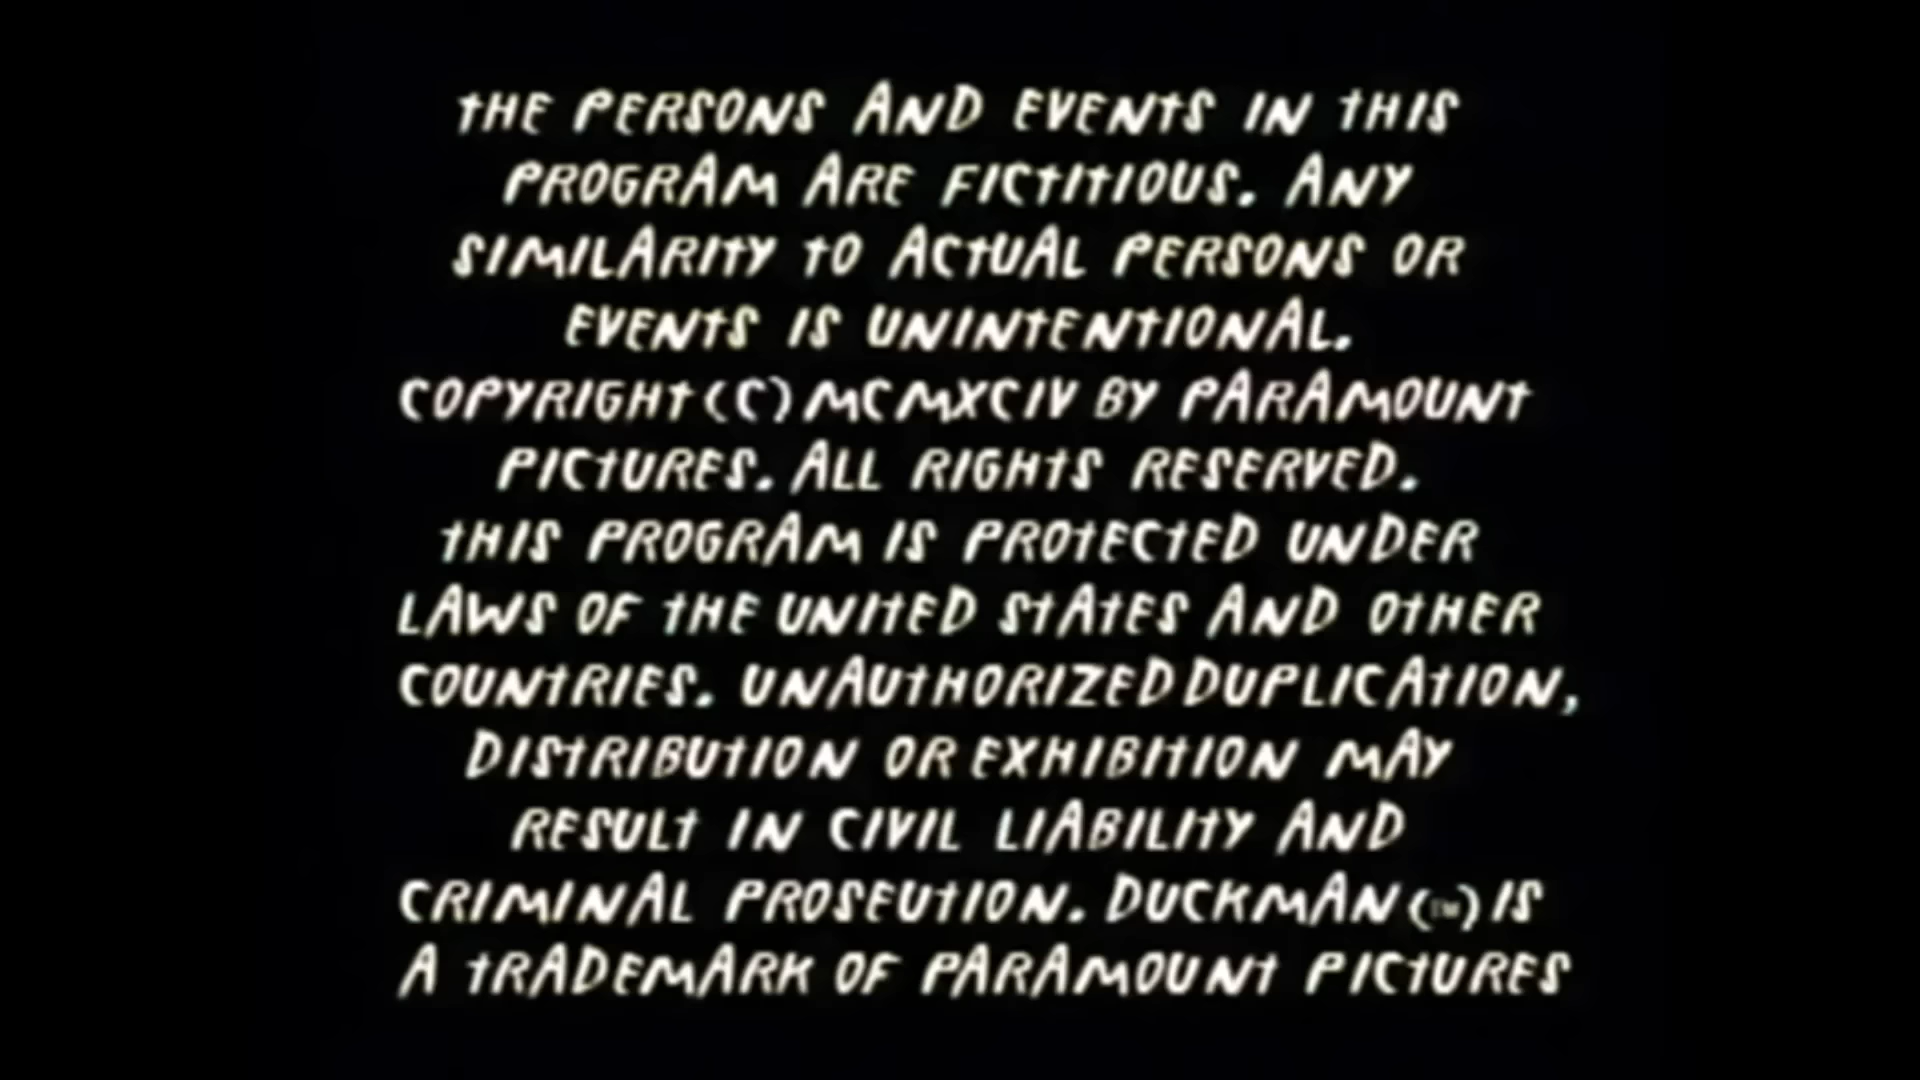 THE PERSONS AND EVENTS IN THIS
PROGRAM ARE FICTITIOUS. ANY
SIMILARITY TO ACTUAL PERSONS OR
EVENTS IS UNINTENTIONAL.
COPYRIGHT (C) MCMXCIV BY PARAMOUNT
PICTURES. ALL RIGHTS RESERVED.
THIS PROGRAM IS PROTECTED UNDER
LAWS OF THE UNITED STATES AND OTHER
COUNTRIES. UNAUTHORIZED DUPLICATION,
DISTRIBUTION OR EXHIBITION MAY
RESULT IN CIVIL LIABILITY AND
CRIMINAL PROSEUTION. DUCKMAN (TM) IS
A TRADEMARK OF PARAMOUNT PICTURES